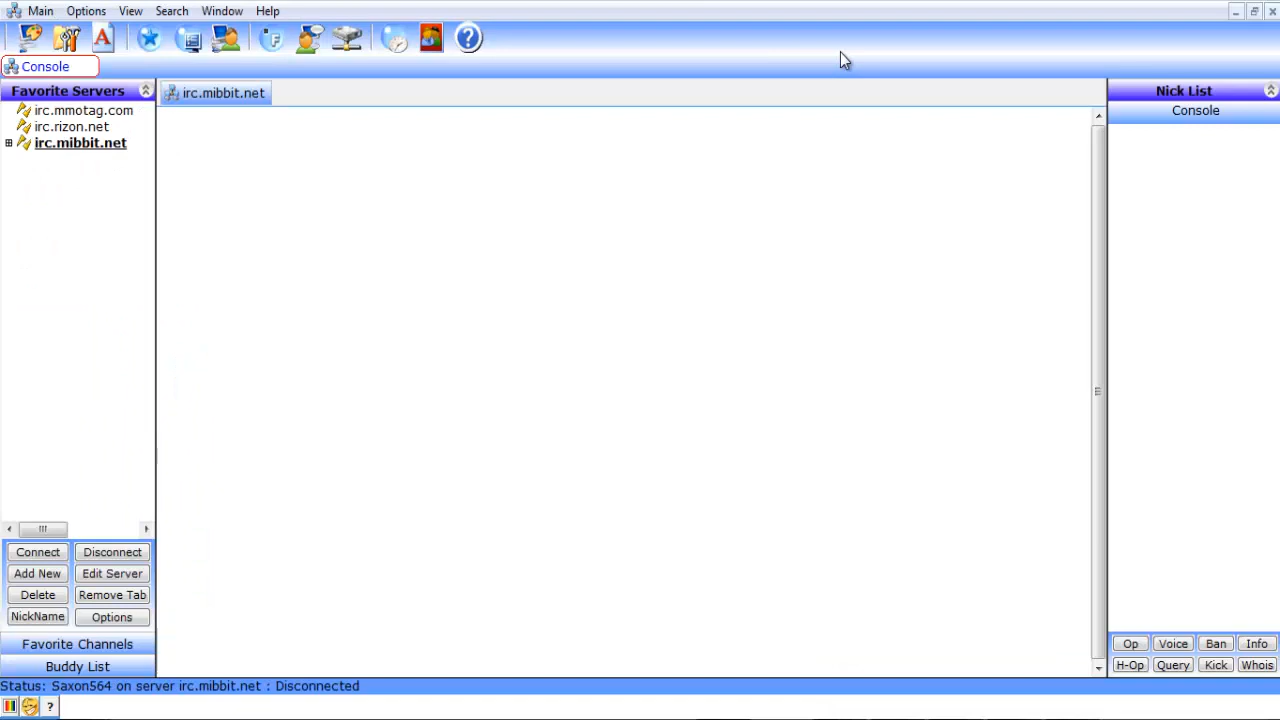 Main Options View Search Window Help
A F ?
Console
Favorite Servers
irc.mibbit.net
Nick List
irc.mmotag.com
Console
irc.rizon.net
irc.mibbit.net
Connect Disconnect
Add New Edit Server
Delete Remove Tab
NickName Options
Favorite Channels
Buddy List
Op Voice Ban Info
H-Op Query Kick Whois
Status: Saxon564 on server irc.mibbit.net : Disconnected
?